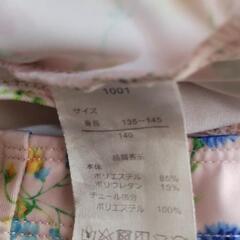 1001
サイズ
身長 135~145
140
組織表示
本体
ポリエステル 85%
ポリウレタン 15%
チュール部分
ポリエステル 100%